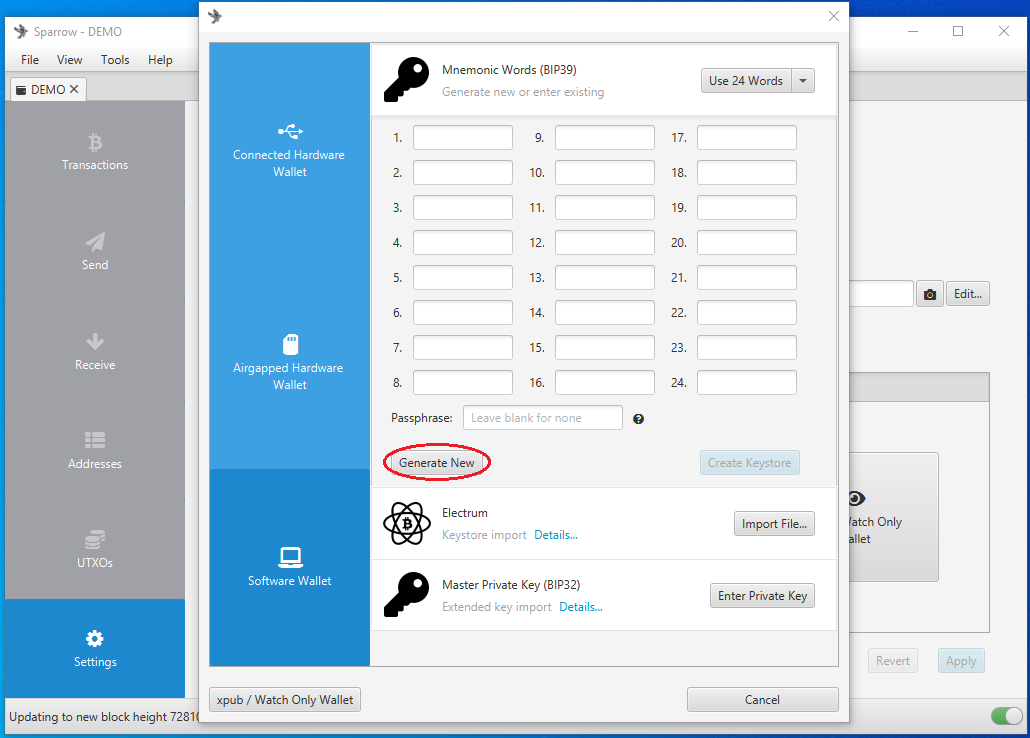 Sparrow - DEMO
File View Tools Help
DEMO
Transactions
Send
Receive
Addresses
UTXOs
Settings
Updating to new block height 7281
Connected Hardware
Wallet
Airgapped Hardware
Wallet
Software Wallet
Mnemonic Words (BIP39)
Generate new or enter existing
Use 24 Words
1. 9. 17.
2. 10. 18.
3. 11. 19.
4. 12. 20.
5. 13. 21.
6. 14. 22.
7. 15. 23.
8. 16. 24.
Passphrase: Leave blank for none
Generate New Create Keystore
Electrum
Keystore import Details...
Import File...
Master Private Key (BIP32)
Extended key import Details...
Enter Private Key
xpub / Watch Only Wallet Cancel
Edit...
Watch Only
allet
Revert Apply